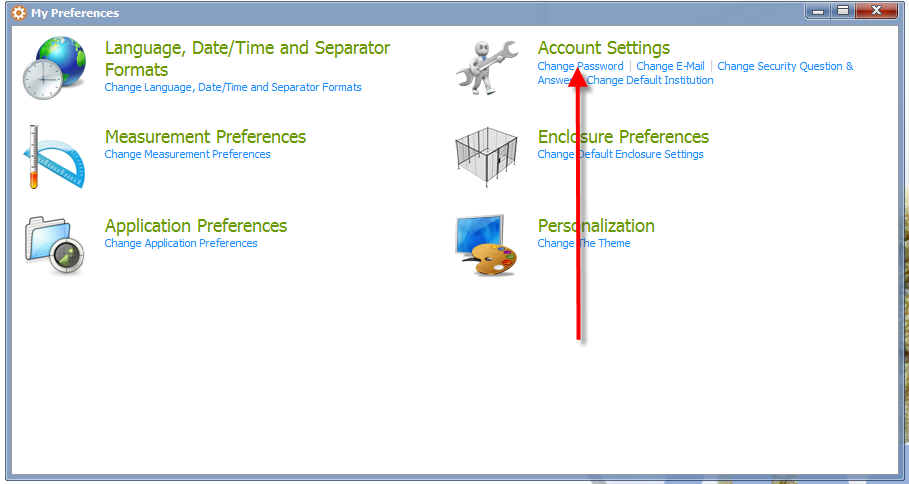 My Preferences
Language, Date/Time and Separator
Formats
Change Language, Date/Time and Separator Formats
Account Settings
Change Password | Change E-Mail | Change Security Question &
Answer | Change Default Institution
Measurement Preferences
Change Measurement Preferences
Enclosure Preferences
Change Default Enclosure Settings
Application Preferences
Change Application Preferences
Personalization
Change The Theme